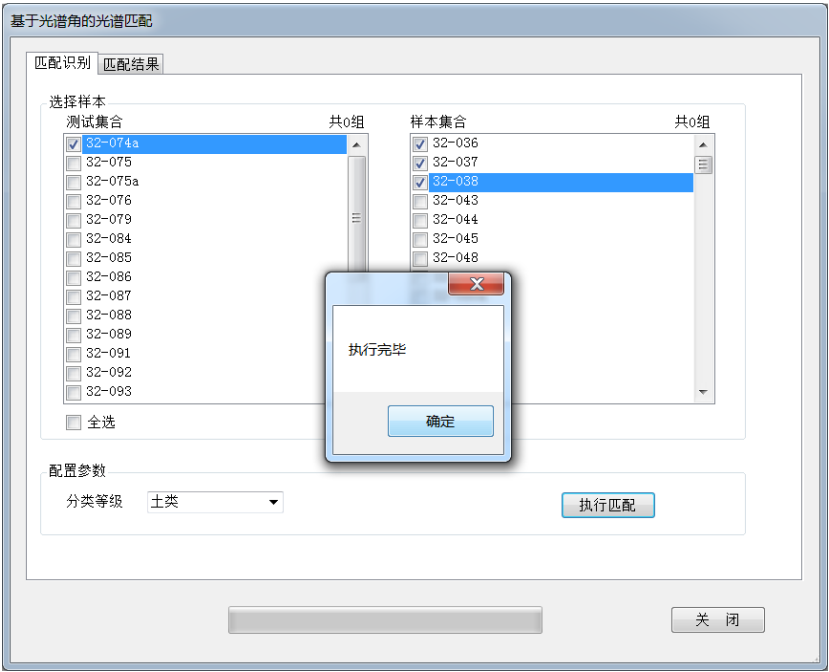 基于光谱角的光谱匹配
匹配识别 匹配结果
选择样本
测试集合 共0组 样本集合 共0组
32-074a 32-036
32-075 32-037
32-075a 32-038
32-076 32-043
32-079 32-044
32-084 32-045
32-085 32-048
32-086
32-087
32-088
32-089
32-091
32-092
32-093
执行完毕
确定
全选
配置参数
分类等级 土类 执行匹配
关 闭